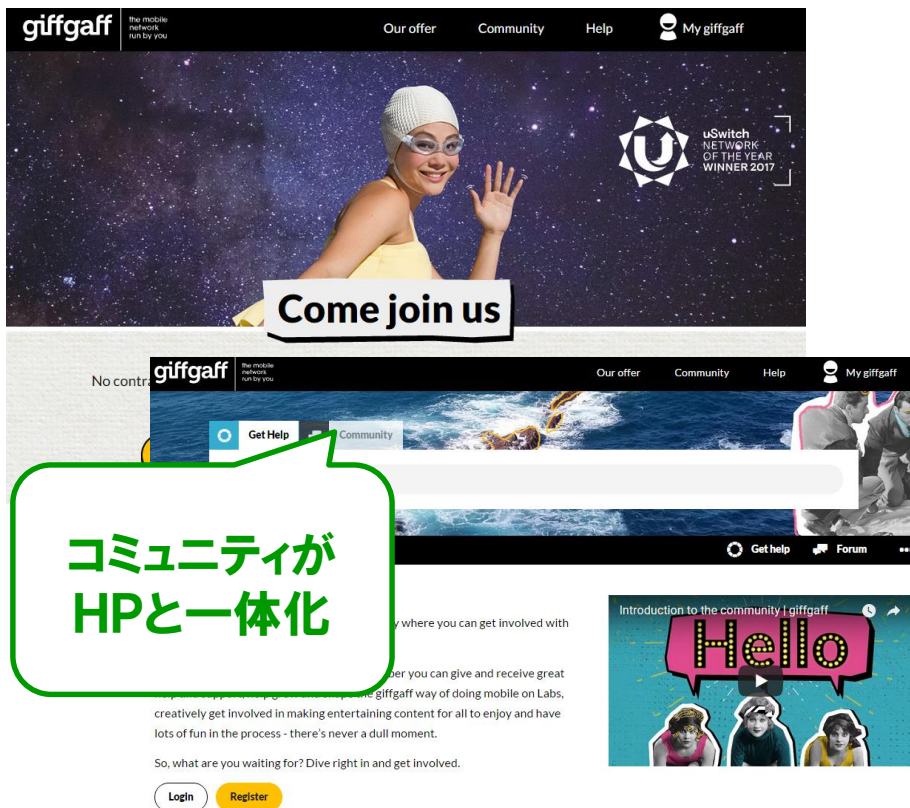 giffgaff
the mobile
network
run by you
Our offer Community Help My giffgaff
uSwitch
NETWORK
OF THE YEAR
WINNER 2017
Come join us
No contr
giffgaff
the mobile
network
run by you
Our offer Community Help My giffgaff
Get Help Community
コミュニティが
HPと一体化
Get help Forum
Introduction to the community | giffgaff
Hello
y where you can get involved with
ber you can give and receive great
giffgaff way of doing mobile on Labs,
creatively get involved in making entertaining content for all to enjoy and have
lots of fun in the process - there's never a dull moment.
So, what are you waiting for? Dive right in and get involved.
Login Register